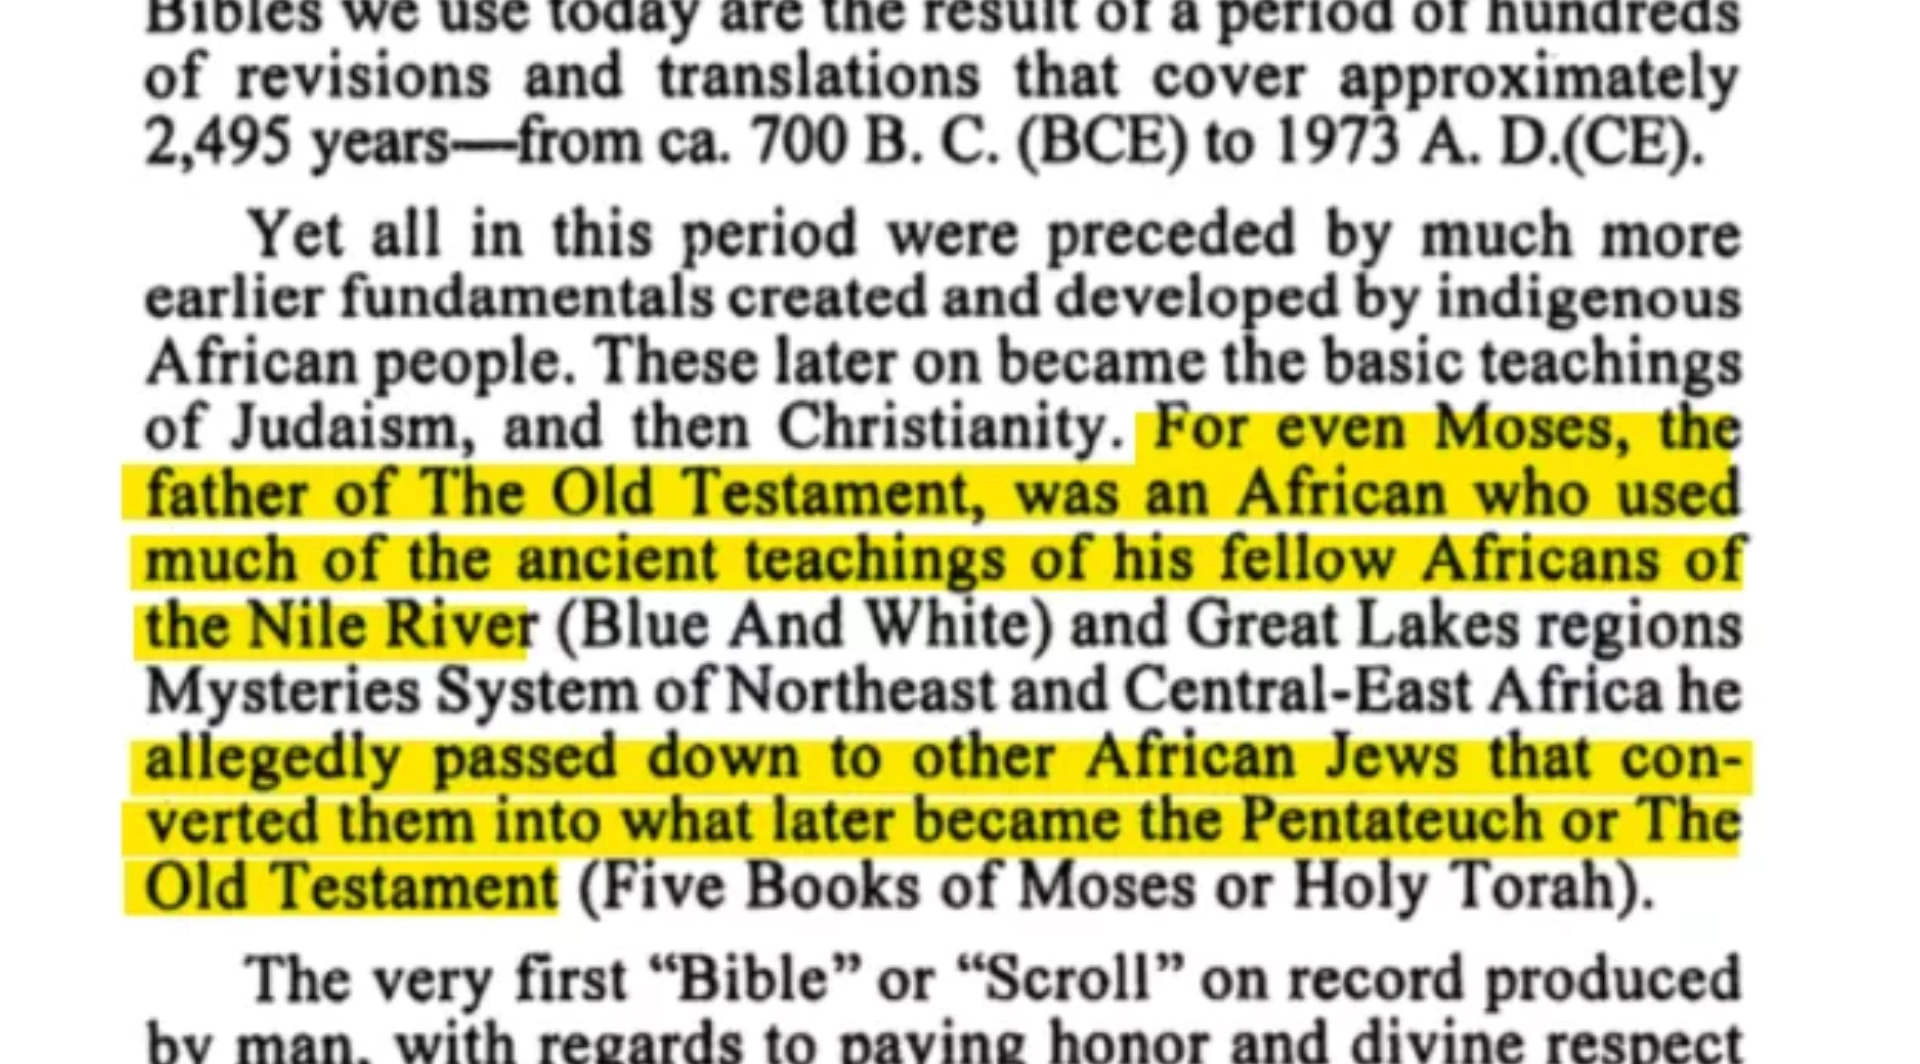 Bibles we use today are the result of a period of hundreds
of revisions and translations that cover approximately
2,495 years—from ca. 700 B. C. (BCE) to 1973 A. D.(CE).
Yet all in this period were preceded by much more
earlier fundamentals created and developed by indigenous
African people. These later on became the basic teachings
of Judaism, and then Christianity. For even Moses, the
father of The Old Testament, was an African who used
much of the ancient teachings of his fellow Africans of
the Nile River (Blue And White) and Great Lakes regions
Mysteries System of Northeast and Central-East Africa he
allegedly passed down to other African Jews that con-
verted them into what later became the Pentateuch or The
Old Testament (Five Books of Moses or Holy Torah).
The very first “Bible” or “Scroll” on record produced
by man, with regards to paying honor and divine respect